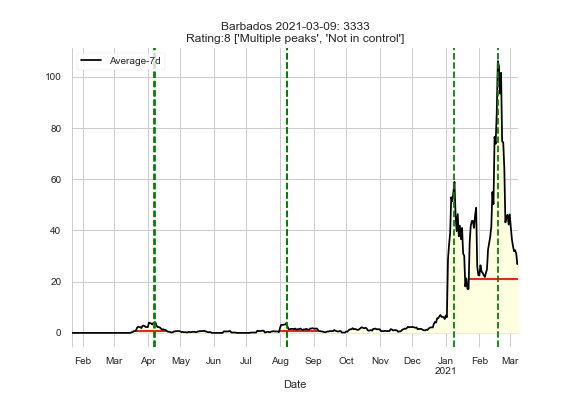 Barbados 2021-03-09: 3333
Rating:8 ['Multiple peaks', 'Not in control']
Average-7d
100
80
60
40
20
0
Feb Mar Apr May Jun Jul Aug Sep Oct Nov Dec Jan Feb Mar
2021
Date